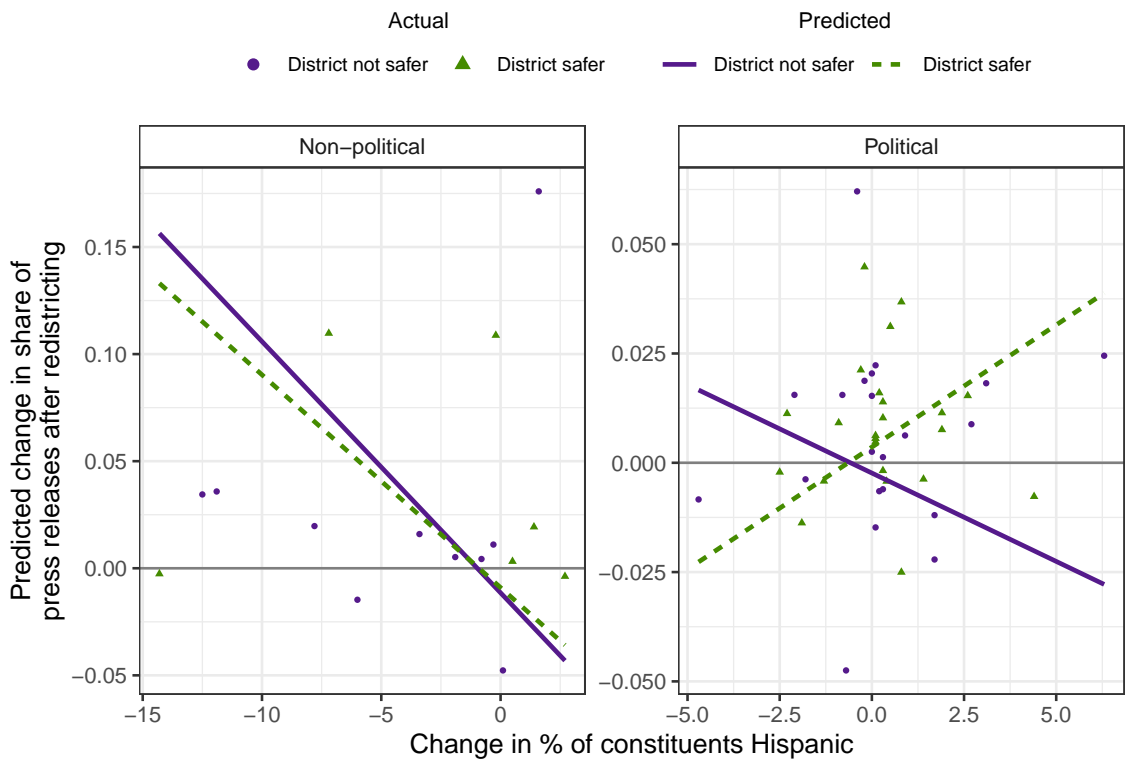 Actual Predicted
District not safer District safer District not safer District safer
Non−political Political
Predicted change in share of
press releases after redistricting
0.15
0.10
0.05
0.00
−0.05
0.050
0.025
0.000
−0.025
−0.050
−15 −10 −5 0
−5.0 −2.5 0.0 2.5 5.0
Change in % of constituents Hispanic